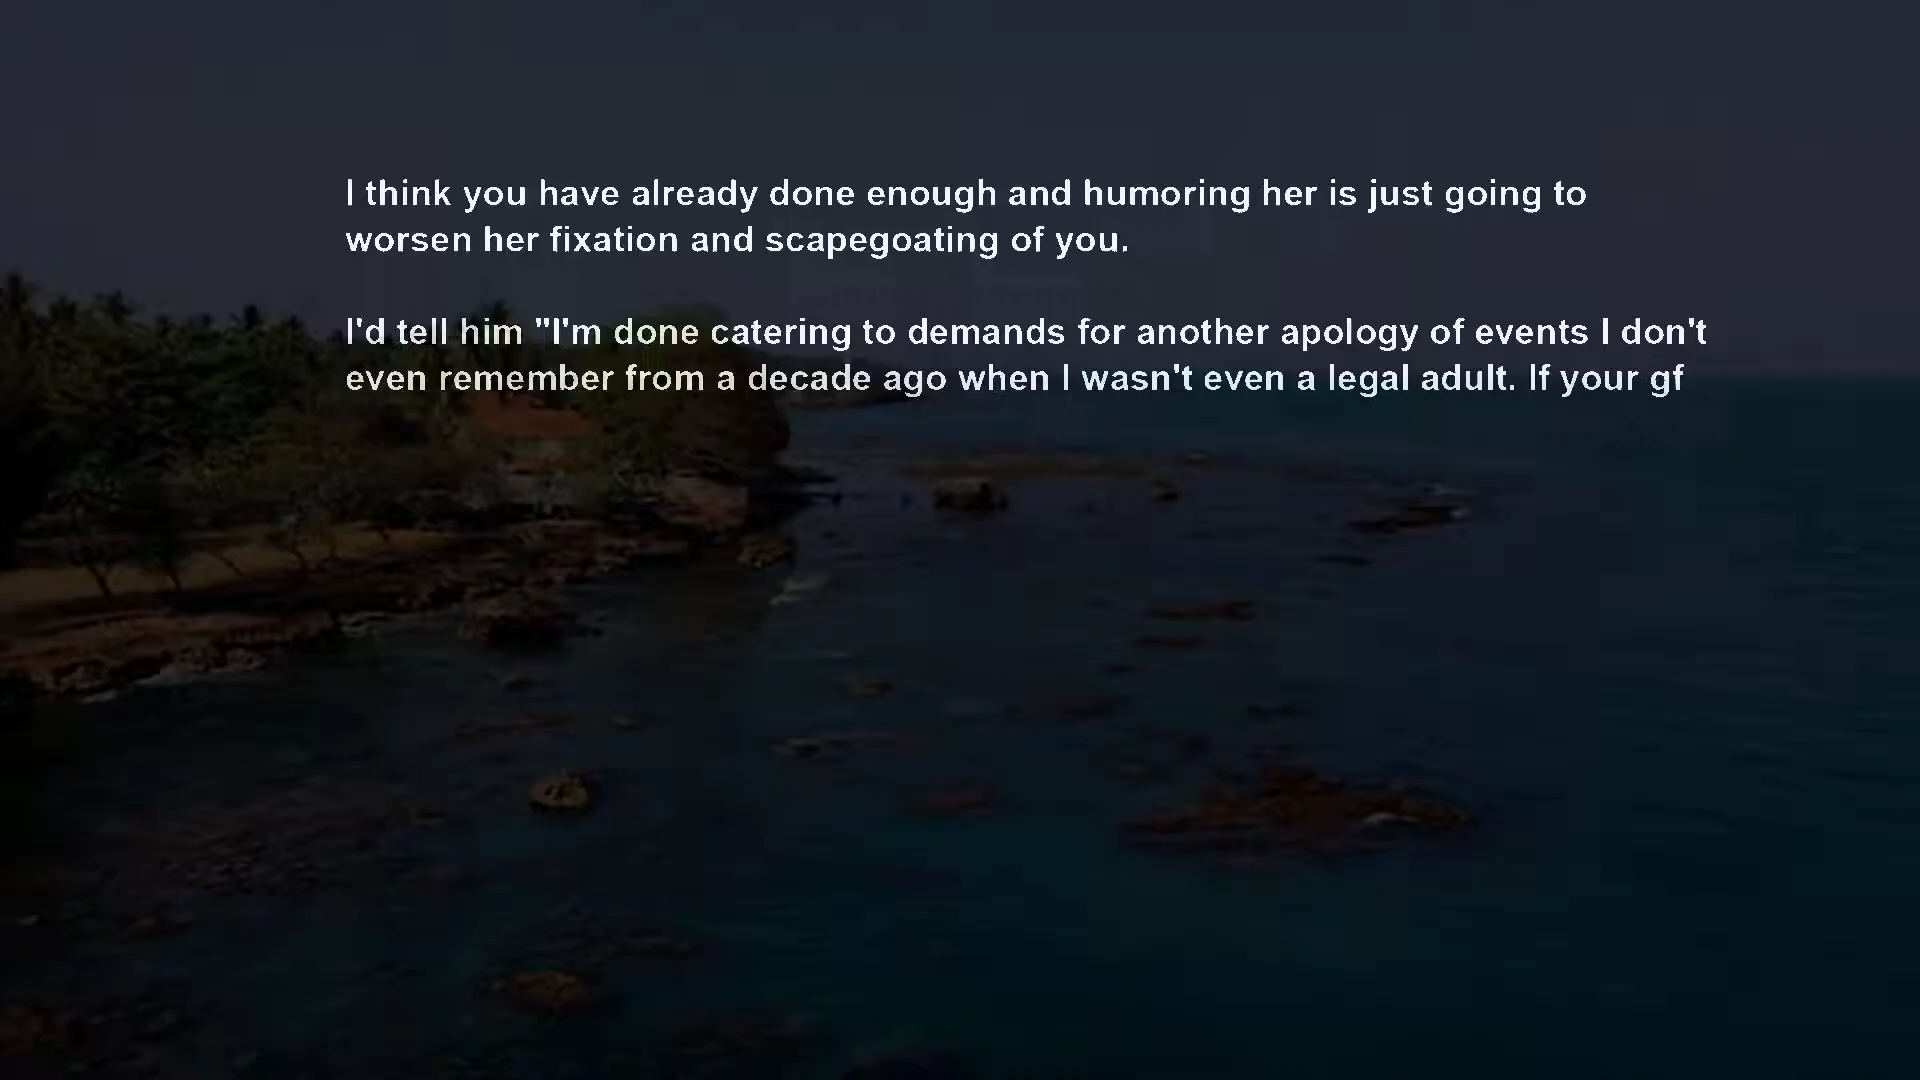 I think you have already done enough and humoring her is just going to
worsen her fixation and scapegoating of you.
I'd tell him "I'm done catering to demands for another apology of events I don't
even remember from a decade ago when I wasn't even a legal adult. If your gf